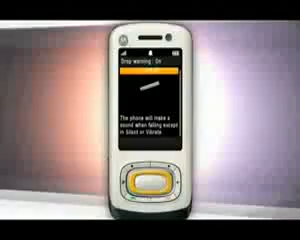 Drop warning : On
The phone will make a
sound when falling except
in Silent or Vibrate